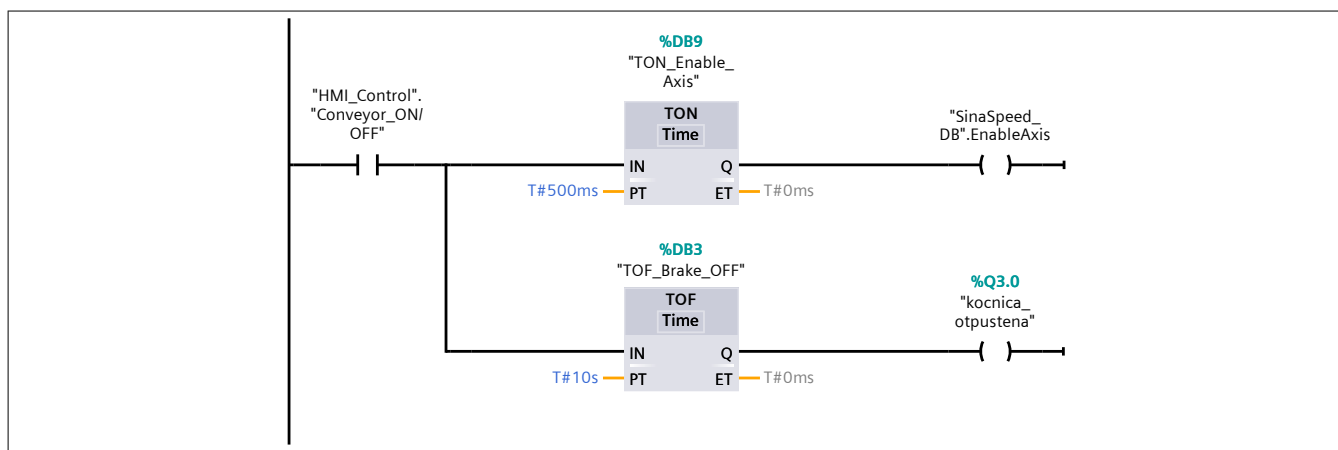 %DB9
"TON_Enable_
Axis"
"HMI_Control".
"Conveyor_ON/
OFF"
TON
Time
"SinaSpeed_
DB".EnableAxis
IN
Q
T#500ms
PT
ET
T#0ms
%DB3
"TOF_Brake_OFF"
TOF
Time
%Q3.0
"kocnica_
otpustena"
IN
Q
T#10s
PT
ET
T#0ms